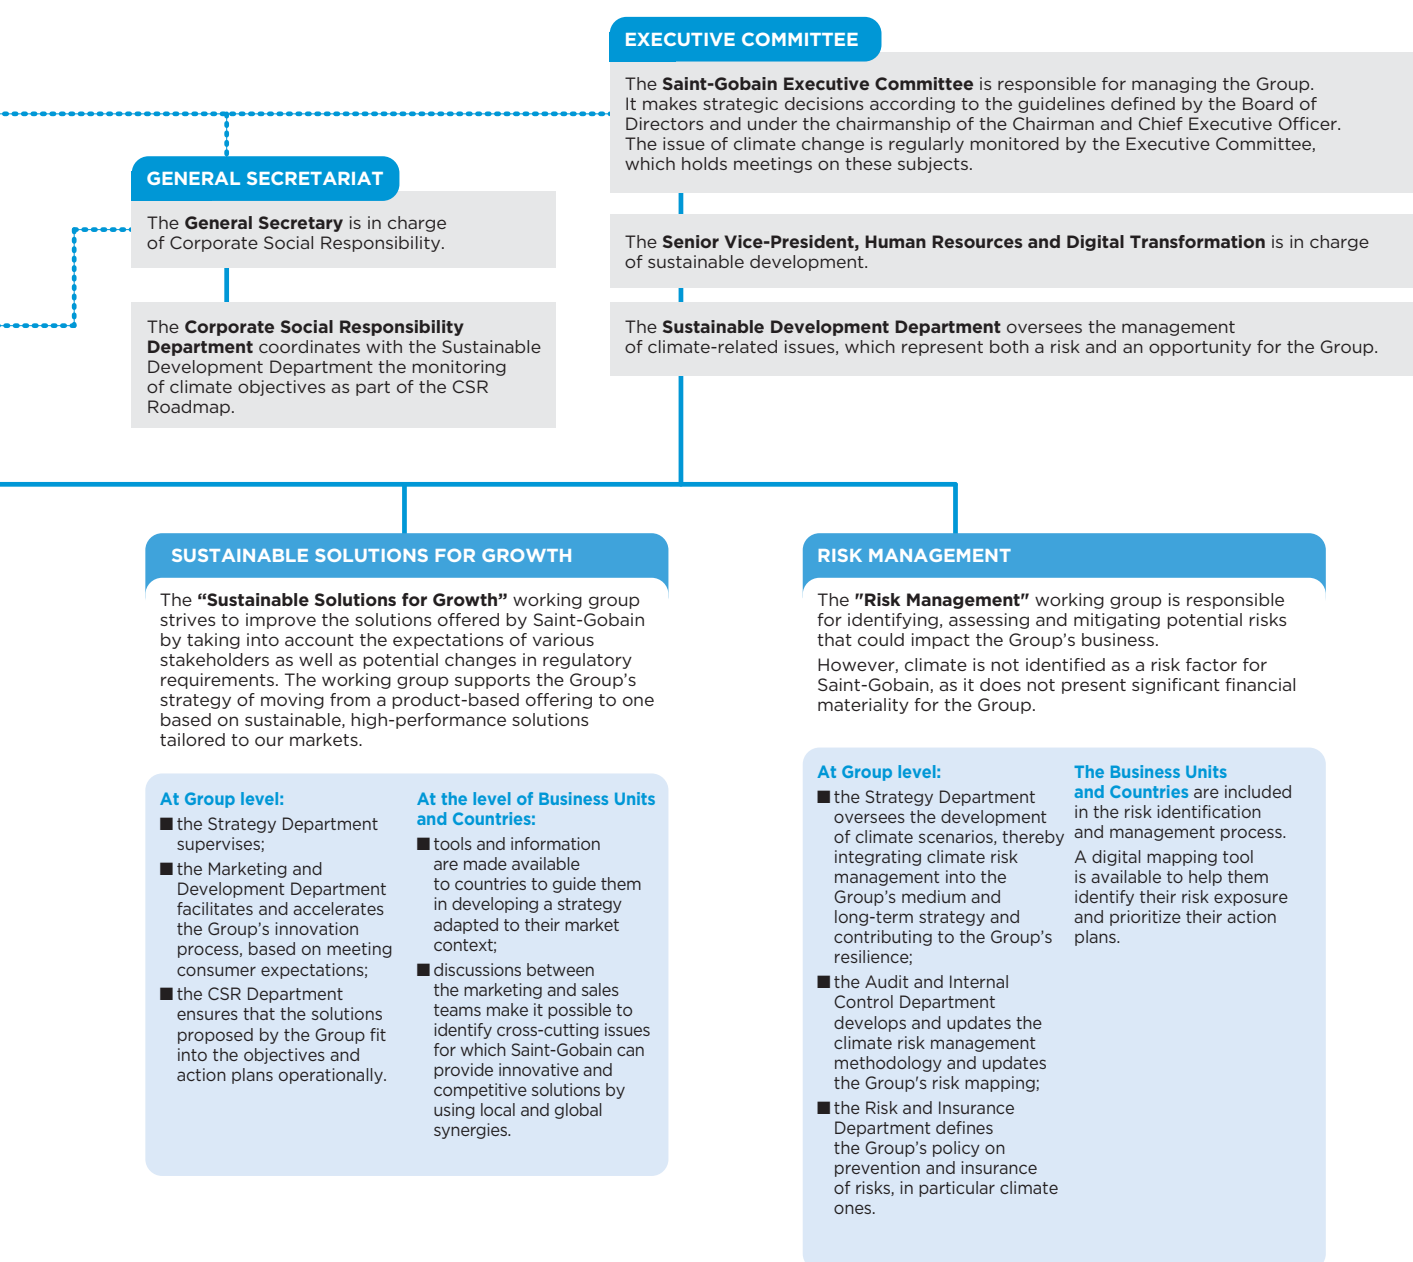 EXECUTIVE COMMITTEE
The Saint-Gobain Executive Committee is responsible for managing the Group.
It makes strategic decisions according to the guidelines defined by the Board of
Directors and under the chairmanship of the Chairman and Chief Executive Officer.
The issue of climate change is regularly monitored by the Executive Committee,
which holds meetings on these subjects.
GENERAL SECRETARIAT
The General Secretary is in charge
of Corporate Social Responsibility.
The Senior Vice-President, Human Resources and Digital Transformation is in charge
of sustainable development.
The Corporate Social Responsibility
Department coordinates with the Sustainable
Development Department the monitoring
of climate objectives as part of the CSR
Roadmap.
The Sustainable Development Department oversees the management
of climate-related issues, which represent both a risk and an opportunity for the Group.
SUSTAINABLE SOLUTIONS FOR GROWTH
The “Sustainable Solutions for Growth” working group
strives to improve the solutions offered by Saint-Gobain
by taking into account the expectations of various
stakeholders as well as potential changes in regulatory
requirements. The working group supports the Group’s
strategy of moving from a product-based offering to one
based on sustainable, high-performance solutions
tailored to our markets.
At Group level:
■ the Strategy Department
supervises;
■ the Marketing and
Development Department
facilitates and accelerates
the Group’s innovation
process, based on meeting
consumer expectations;
■ the CSR Department
ensures that the solutions
proposed by the Group fit
into the objectives and
action plans operationally.
At the level of Business Units
and Countries:
■ tools and information
are made available
to countries to guide them
in developing a strategy
adapted to their market
context;
■ discussions between
the marketing and sales
teams make it possible to
identify cross-cutting issues
for which Saint-Gobain can
provide innovative and
competitive solutions by
using local and global
synergies.
RISK MANAGEMENT
The "Risk Management" working group is responsible
for identifying, assessing and mitigating potential risks
that could impact the Group’s business.
However, climate is not identified as a risk factor for
Saint-Gobain, as it does not present significant financial
materiality for the Group.
At Group level:
■ the Strategy Department
oversees the development
of climate scenarios, thereby
integrating climate risk
management into the
Group’s medium and
long-term strategy and
contributing to the Group’s
resilience;
■ the Audit and Internal
Control Department
develops and updates the
climate risk management
methodology and updates
the Group's risk mapping;
■ the Risk and Insurance
Department defines
the Group’s policy on
prevention and insurance
of risks, in particular climate
ones.
The Business Units
and Countries are included
in the risk identification
and management process.
A digital mapping tool
is available to help them
identify their risk exposure
and prioritize their action
plans.